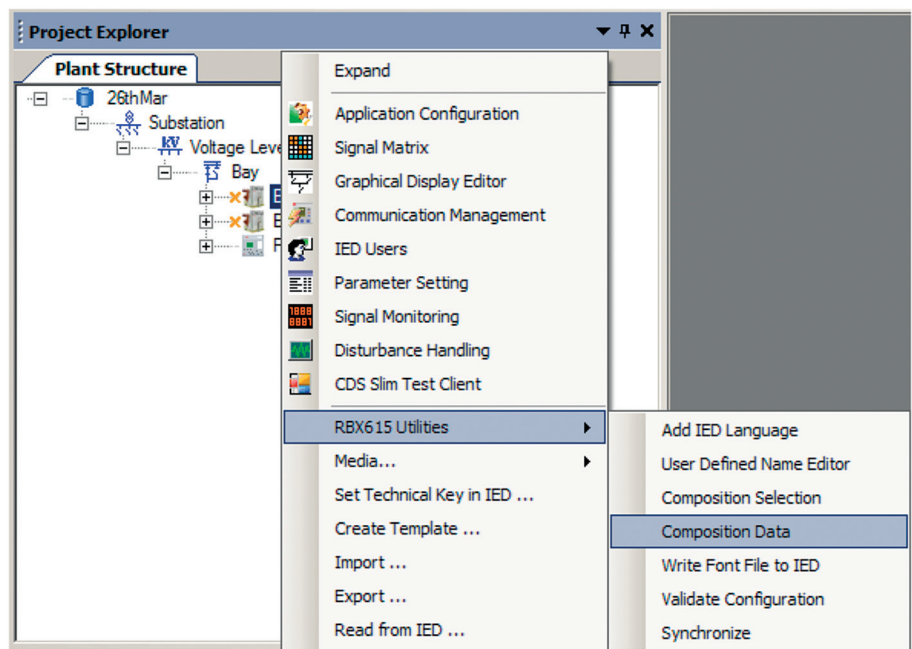 Project Explorer
Plant Structure
26thMar
Substation
Voltage Leve
Bay
Expand
Application Configuration
Signal Matrix
Graphical Display Editor
Communication Management
IED Users
Parameter Setting
Signal Monitoring
Disturbance Handling
CDS Slim Test Client
RBX615 Utilities
Media...
Set Technical Key in IED ...
Create Template ...
Import ...
Export ...
Read from IED ...
Add IED Language
User Defined Name Editor
Composition Selection
Composition Data
Write Font File to IED
Validate Configuration
Synchronize